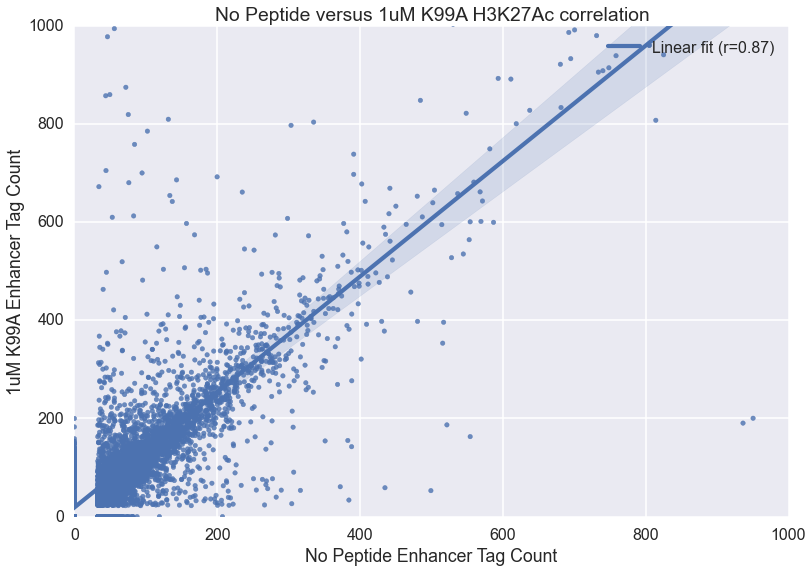 No Peptide versus 1uM K99A H3K27Ac correlation
Linear fit (r=0.87)
1uM K99A Enhancer Tag Count
1000
800
600
400
200
0
0 200 400 600 800 1000
No Peptide Enhancer Tag Count